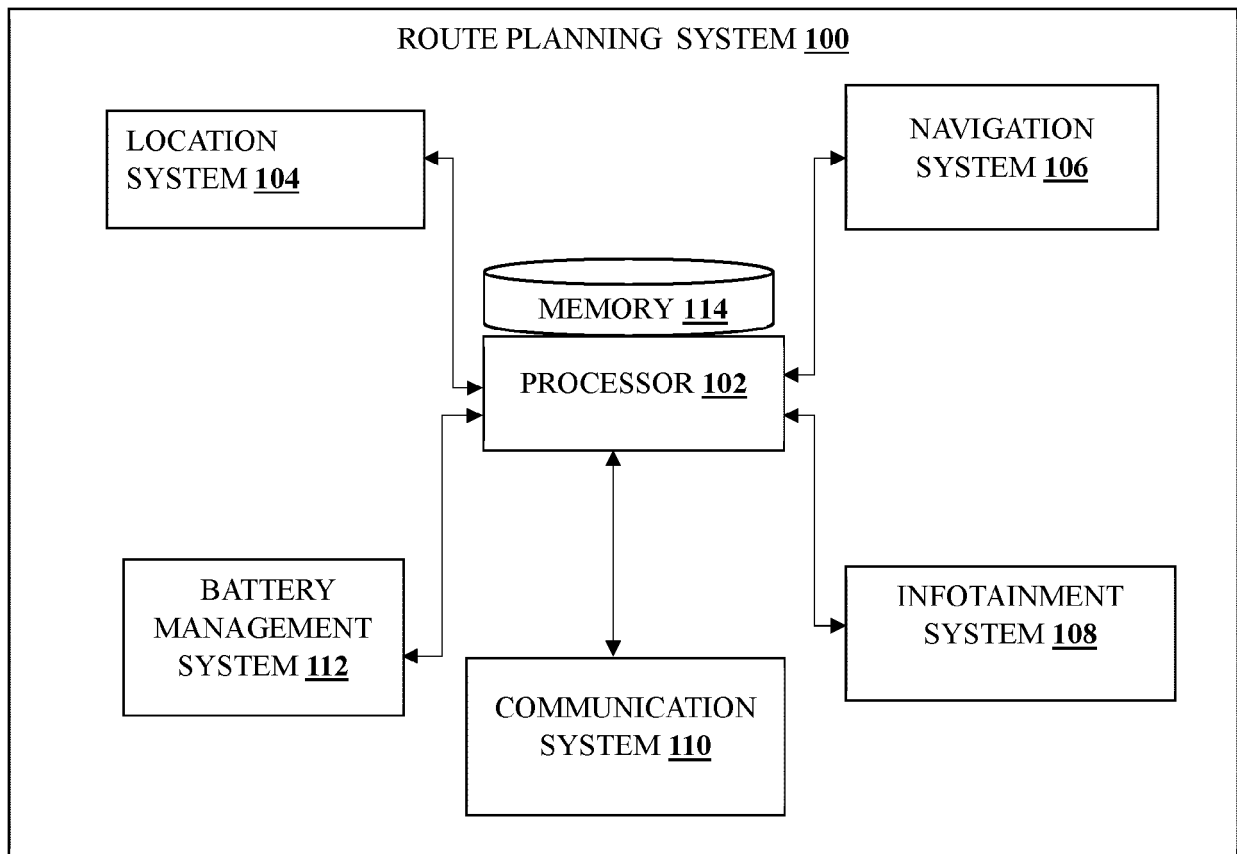 ROUTE PLANNING SYSTEM 100
LOCATION
SYSTEM 104
NAVIGATION
SYSTEM 106
MEMORY 114
PROCESSOR 102
BATTERY
MANAGEMENT
SYSTEM 112
INFOTAINMENT
SYSTEM 108
COMMUNICATION
SYSTEM 110